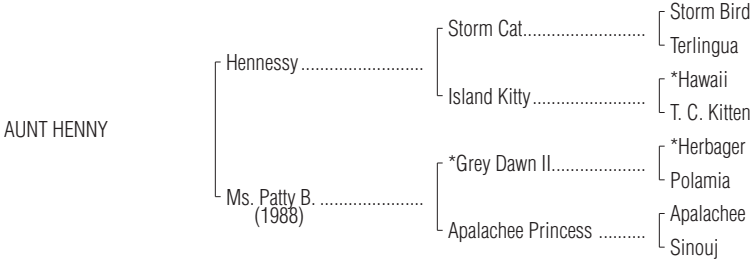 Storm Bird
Storm Cat..........................
Terlingua
Hennessy ..........................
*Hawaii
Island Kitty........................
T. C. Kitten
AUNT HENNY
*Herbager
*Grey Dawn II.....................
Polamia
Ms. Patty B. .......................
(1988)
Apalachee
Apalachee Princess ..........
Sinouj